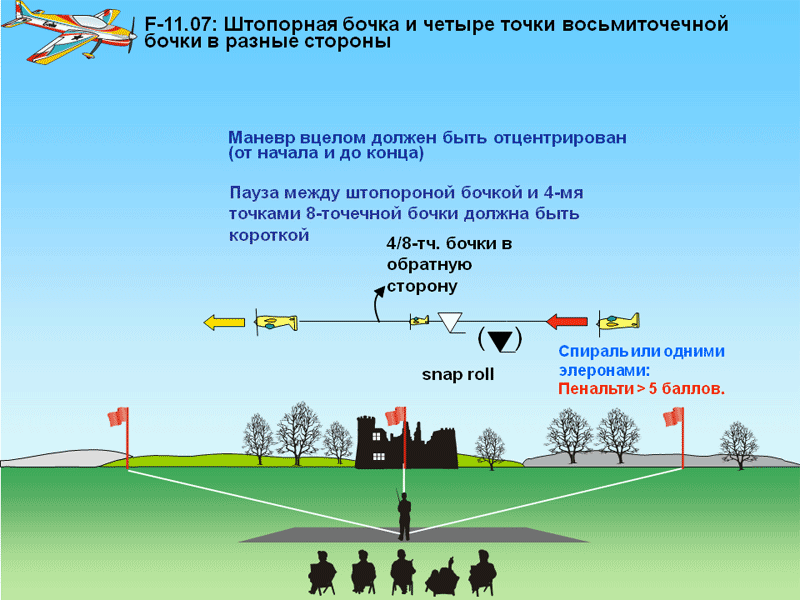 F-11.07: Штопорная бочка и четыре точки восьмиточечной
бочки в разные стороны
Маневр вцелом должен быть отцентрирован
(от начала и до конца)
Пауза между штопороной бочкой и 4-мя
точками 8-точечной бочки должна быть
короткой
4/8-тч. бочки в
обратную
сторону
( )
snap roll
Спираль или одними
элеронами:
Пенальти > 5 баллов.